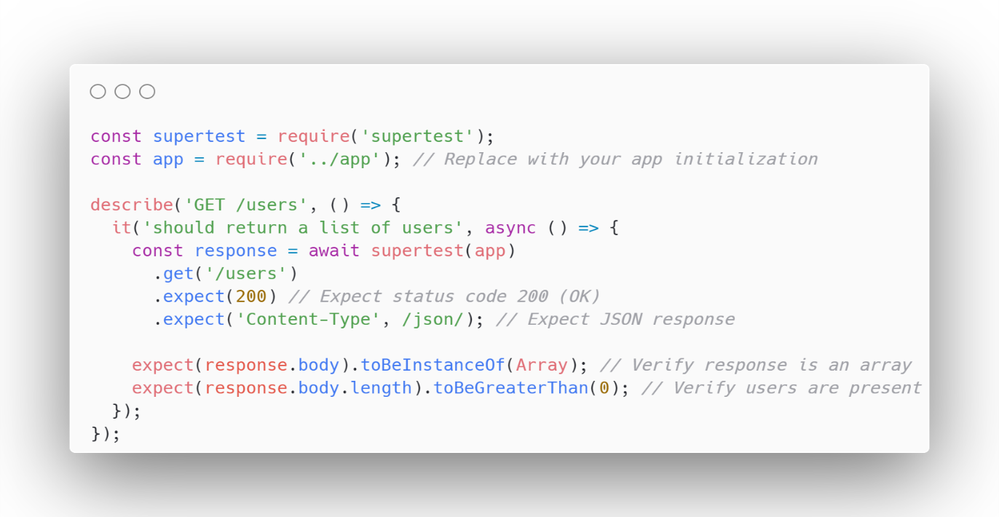 const supertest = require('supertest');
const app = require('../app'); // Replace with your app initialization

describe('GET /users', () => {
  it('should return a list of users', async () => {
    const response = await supertest(app)
      .get('/users')
      .expect(200) // Expect status code 200 (OK)
      .expect('Content-Type', /json/); // Expect JSON response

    expect(response.body).toBeInstanceOf(Array); // Verify response is an array
    expect(response.body.length).toBeGreaterThan(0); // Verify users are present
  });
});